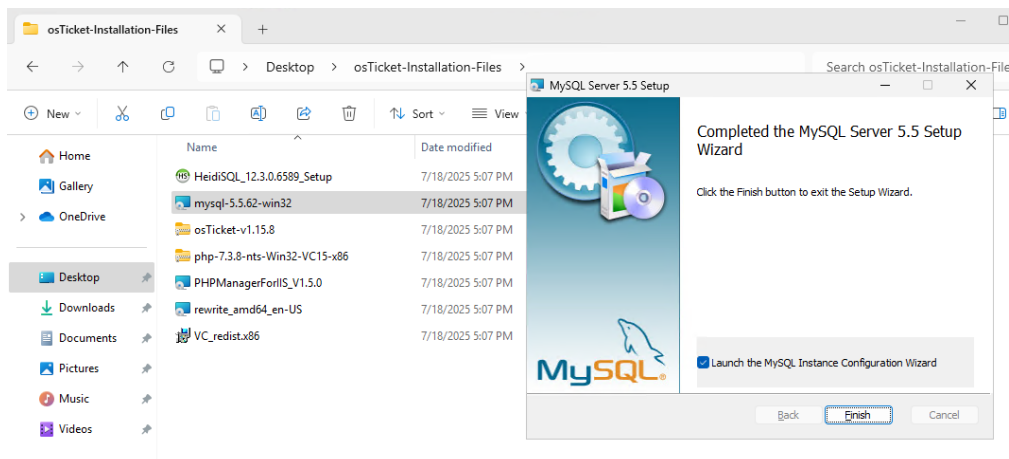 osTicket-Installation-Files
Desktop
osTicket-Installation-Files
Search osTicket-Installation-File
New
Sort
View
Home
Gallery
OneDrive
Desktop
Downloads
Documents
Pictures
Music
Videos
Name Date modified
HeidiSQL_12.3.0.6589_Setup 7/18/2025 5:07 PM
mysql-5.5.62-win32 7/18/2025 5:07 PM
osTicket-v1.15.8 7/18/2025 5:07 PM
php-7.3.8-nts-Win32-VC15-x86 7/18/2025 5:07 PM
PHPManagerForIIS_V1.5.0 7/18/2025 5:07 PM
rewrite_amd64_en-US 7/18/2025 5:07 PM
VC_redist.x86 7/18/2025 5:07 PM
MySQL Server 5.5 Setup
Completed the MySQL Server 5.5 Setup
Wizard
Click the Finish button to exit the Setup Wizard.
MySQL®
Launch the MySQL Instance Configuration Wizard
Back Finish Cancel